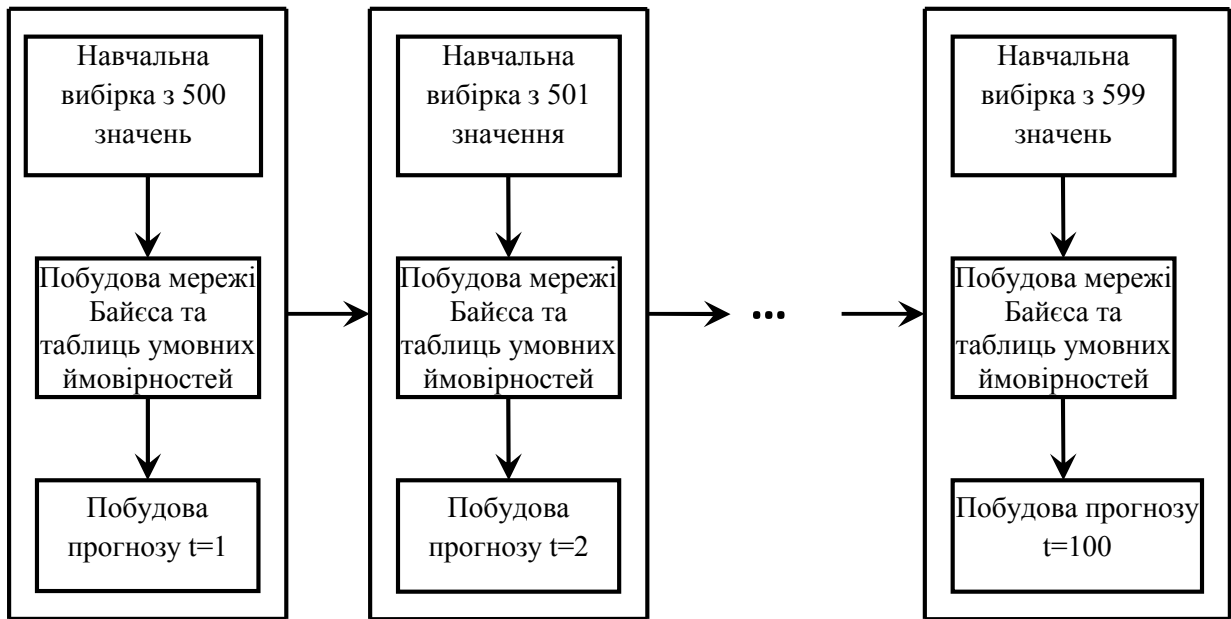 Навчальна
вибірка з 500
значень
Побудова мережі
Байєса та
таблиць умовних
ймовірностей
Побудова
прогнозу t=1
Навчальна
вибірка з 501
значення
Побудова мережі
Байєса та
таблиць умовних
ймовірностей
Побудова
прогнозу t=2
...
Навчальна
вибірка з 599
значень
Побудова мережі
Байєса та
таблиць умовних
ймовірностей
Побудова прогнозу
t=100